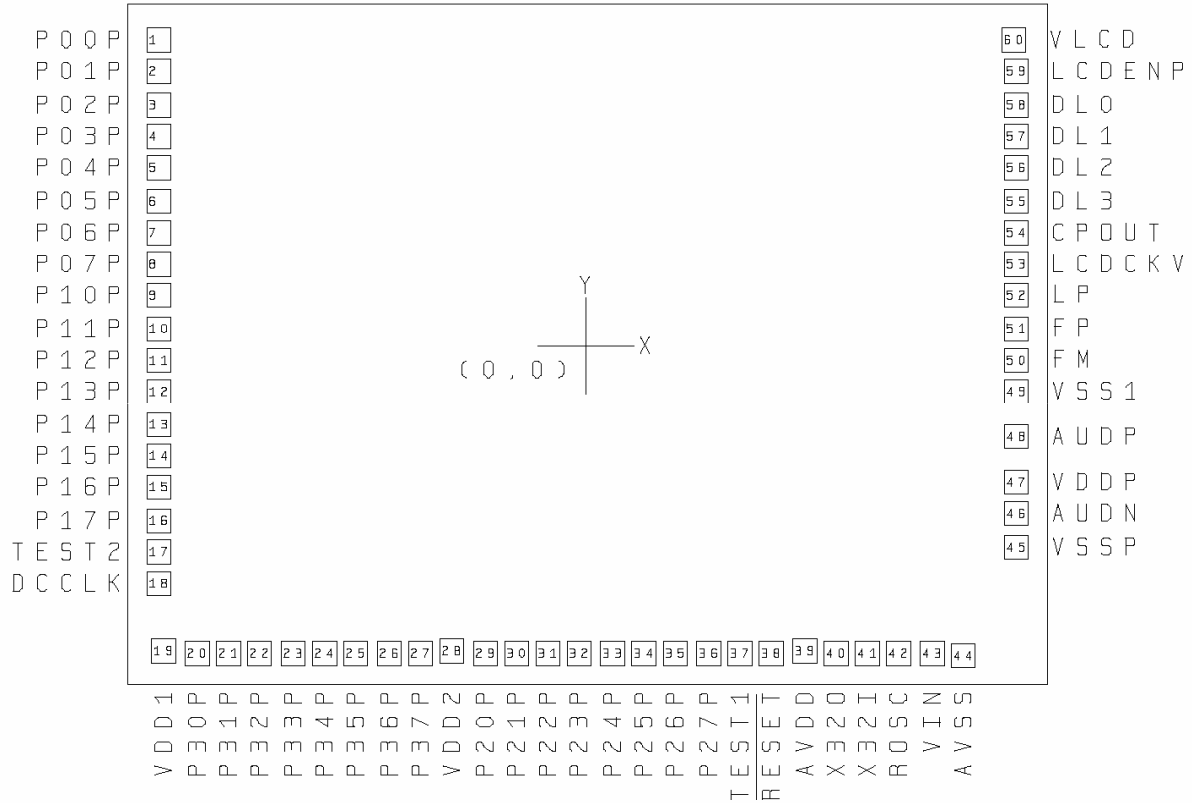 P00P 1 60 VLCD
P01P 2 59 LCDENP
P02P 3 58 DL0
P03P 4 57 DL1
P04P 5 56 DL2
P05P 6 55 DL3
P06P 7 54 CPOUT
P07P 8 53 LCDCKV
P10P 9 52 LP
P11P 10 51 FP
P12P 11 50 FM
P13P 12 49 VSS1
P14P 13 48 AUDP
P15P 14
P16P 15 47 VDDP
P17P 16 46 AUDN
TEST2 17 45 VSSP
DCCLK 18
Y
X
(0,0)
19 20 21 22 23 24 25 26 27 28 29 30 31 32 33 34 35 36 37 38 39 40 41 42 43 44
VDD1
P30P
P31P
P32P
P33P
P34P
P35P
P36P
P37P
VDD2
P20P
P21P
P22P
P23P
P24P
P25P
P26P
P27P
TEST1
RESET
AVDD
X32O
X32I
ROSC
VIN
AVSS